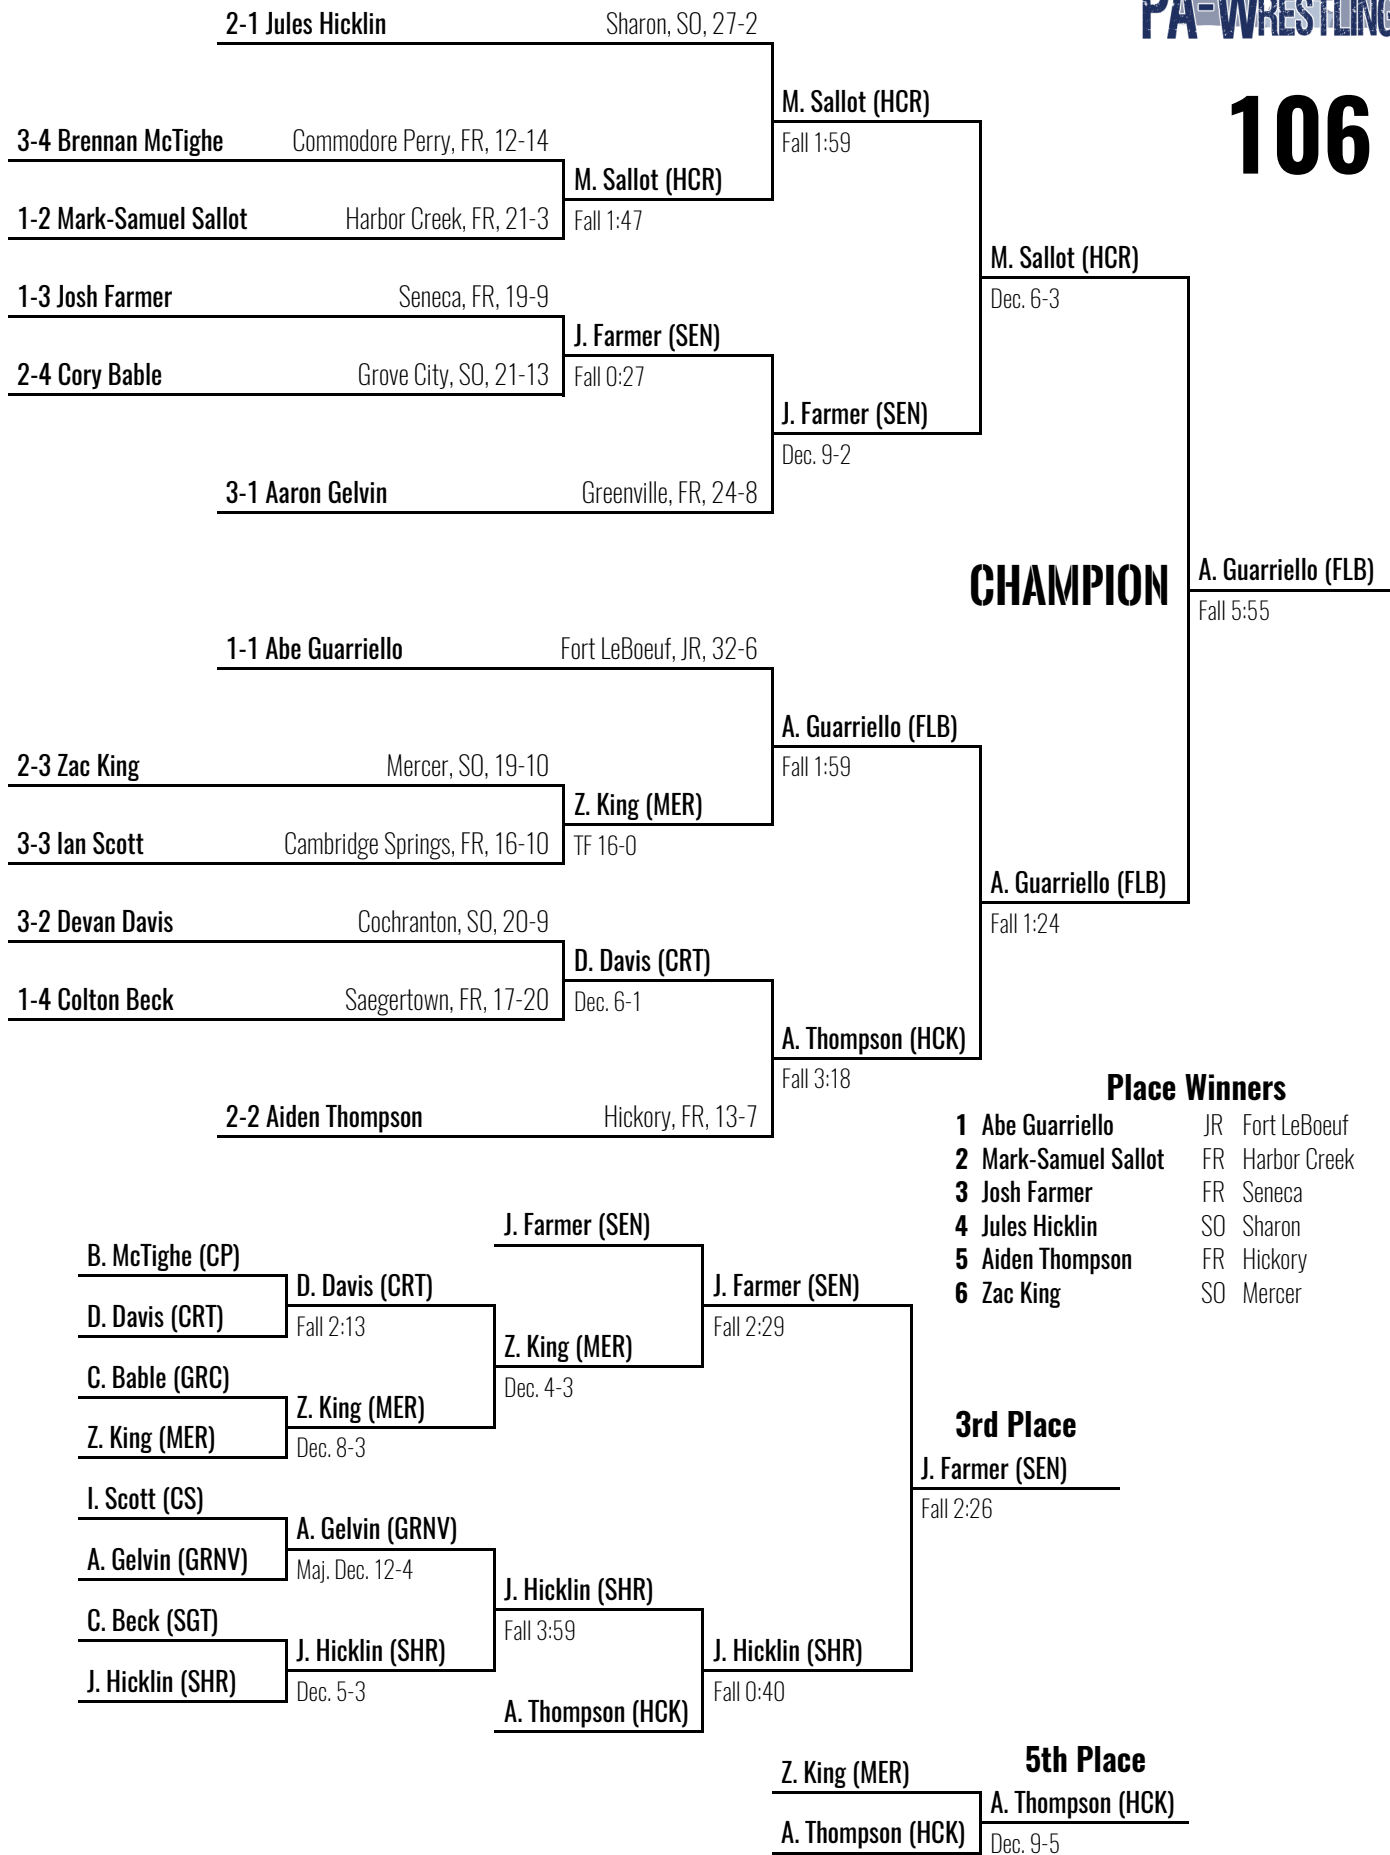 PA-WRESTLING
106
2-1 Jules Hicklin Sharon, SO, 27-2
M. Sallot (HCR)
Fall 1:59
3-4 Brennan McTighe Commodore Perry, FR, 12-14
M. Sallot (HCR)
Fall 1:47
1-2 Mark-Samuel Sallot Harbor Creek, FR, 21-3
M. Sallot (HCR)
Dec. 6-3
1-3 Josh Farmer Seneca, FR, 19-9
J. Farmer (SEN)
Fall 0:27
2-4 Cory Bable Grove City, SO, 21-13
J. Farmer (SEN)
Dec. 9-2
3-1 Aaron Gelvin Greenville, FR, 24-8
CHAMPION
A. Guarriello (FLB)
Fall 5:55
1-1 Abe Guarriello Fort LeBoeuf, JR, 32-6
A. Guarriello (FLB)
Fall 1:59
2-3 Zac King Mercer, SO, 19-10
Z. King (MER)
TF 16-0
3-3 Ian Scott Cambridge Springs, FR, 16-10
A. Guarriello (FLB)
Fall 1:24
3-2 Devan Davis Cochranton, SO, 20-9
D. Davis (CRT)
Dec. 6-1
1-4 Colton Beck Saegertown, FR, 17-20
A. Thompson (HCK)
Fall 3:18
2-2 Aiden Thompson Hickory, FR, 13-7
Place Winners
1 Abe Guarriello JR Fort LeBoeuf
2 Mark-Samuel Sallot FR Harbor Creek
3 Josh Farmer FR Seneca
4 Jules Hicklin SO Sharon
5 Aiden Thompson FR Hickory
6 Zac King SO Mercer
J. Farmer (SEN)
B. McTighe (CP)
D. Davis (CRT)
Fall 2:13
D. Davis (CRT)
J. Farmer (SEN)
Fall 2:29
Z. King (MER)
Dec. 4-3
C. Bable (GRC)
Z. King (MER)
Dec. 8-3
Z. King (MER)
3rd Place
J. Farmer (SEN)
Fall 2:26
I. Scott (CS)
A. Gelvin (GRNV)
Maj. Dec. 12-4
A. Gelvin (GRNV)
J. Hicklin (SHR)
Fall 3:59
C. Beck (SGT)
J. Hicklin (SHR)
Dec. 5-3
J. Hicklin (SHR)
J. Hicklin (SHR)
Fall 0:40
A. Thompson (HCK)
5th Place
Z. King (MER)
A. Thompson (HCK)
Dec. 9-5
A. Thompson (HCK)